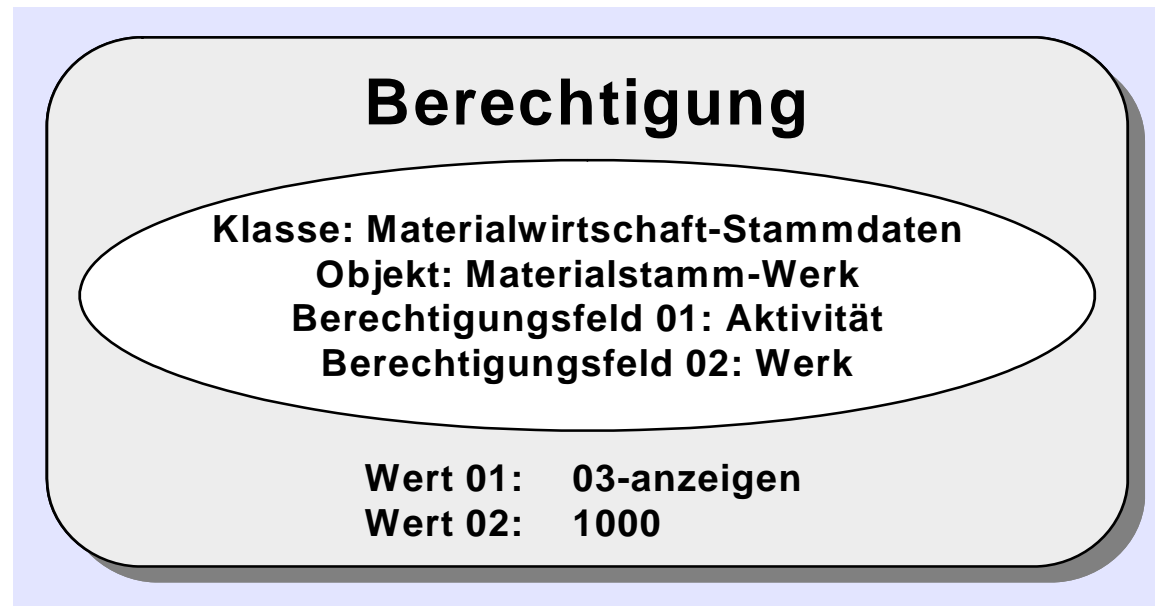 Berechtigung
Klasse: Materialwirtschaft-Stammdaten
Objekt: Materialstamm-Werk
Berechtigungsfeld 01: Aktivität
Berechtigungsfeld 02: Werk
Wert 01: 03-anzeigen
Wert 02: 1000